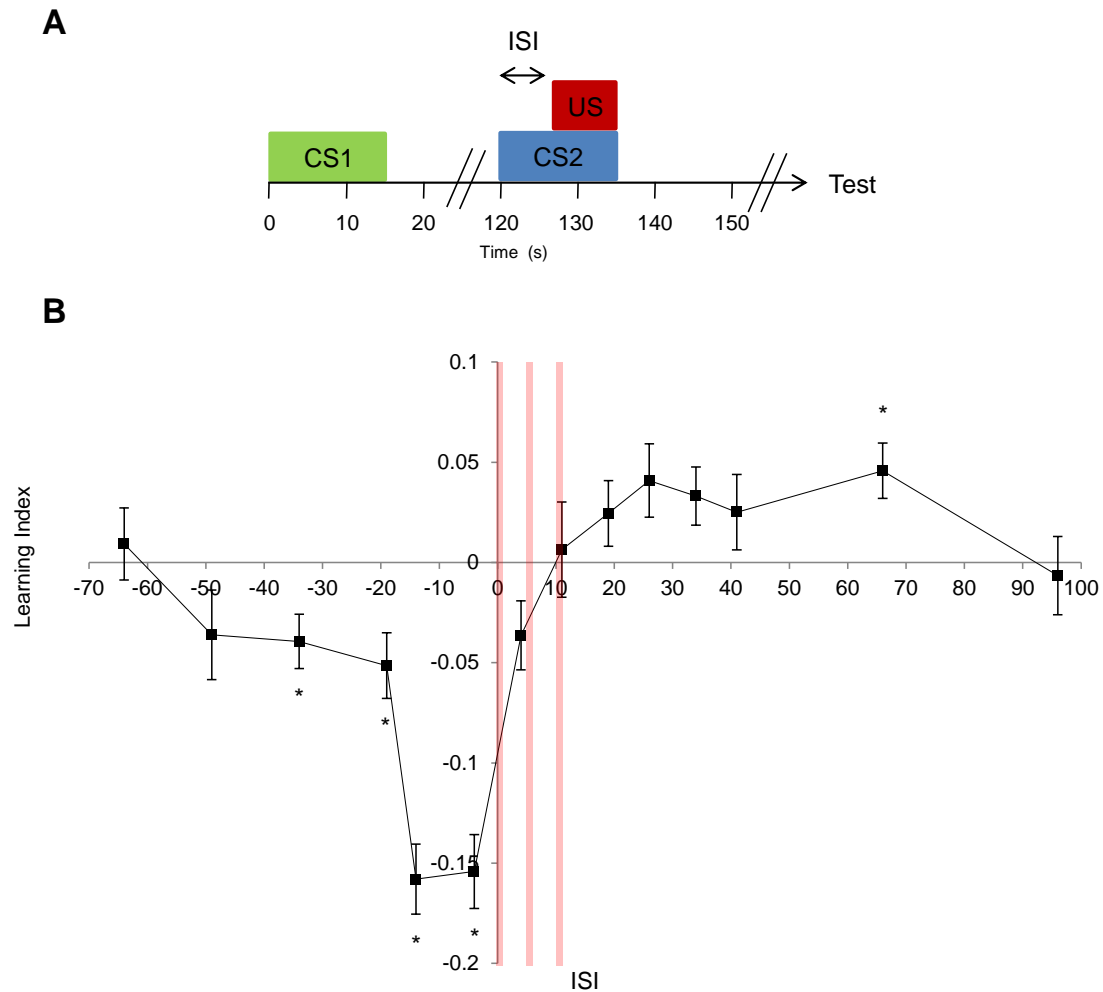 A
ISI
US
CS1
CS2
Test
0 10 20 120 130 140 150
Time (s)
B
Learning Index
0.1
0.05
0
-70 -60 -50 -40 -30 -20 -10 0 10 20 30 40 50 60 70 80 90 100
-0.05
-0.1
-0.15
-0.2
*
*
*
*
*
ISI